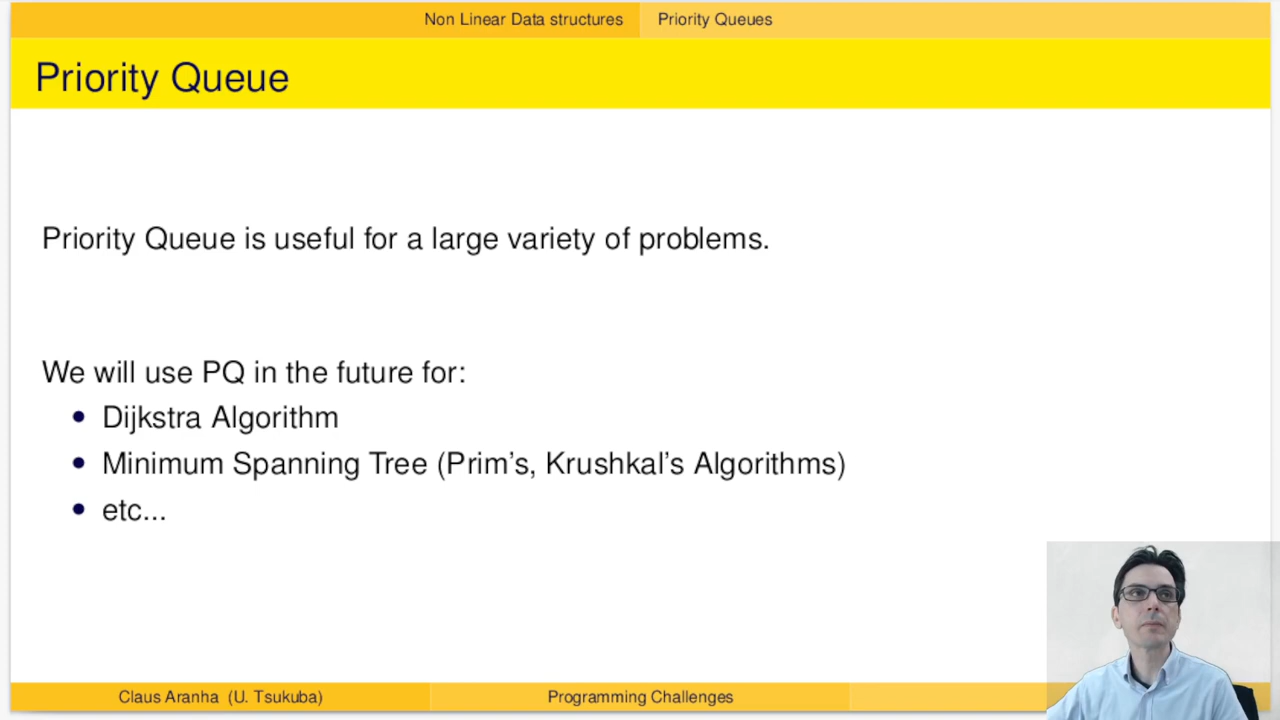 Non Linear Data structures Priority Queues
Priority Queue
Priority Queue is useful for a large variety of problems.
We will use PQ in the future for:
• Dijkstra Algorithm
• Minimum Spanning Tree (Prim's, Krushkal's Algorithms)
• etc...
Claus Aranha (U. Tsukuba) Programming Challenges